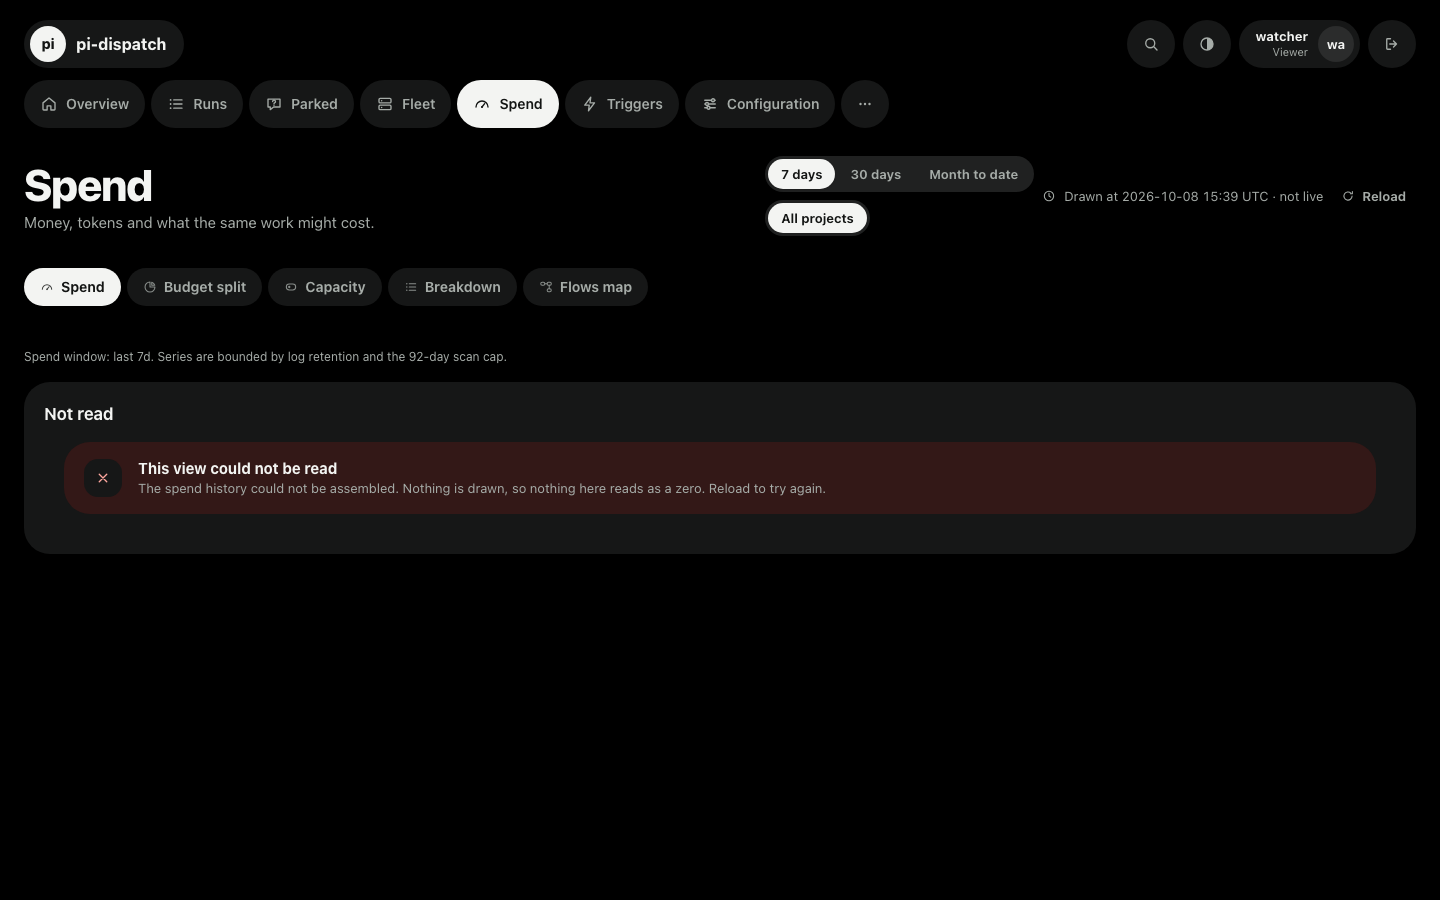 pi pi-dispatch
watcher
Viewer
wa
Overview Runs Parked Fleet Spend Triggers Configuration ...
Spend
Money, tokens and what the same work might cost.
7 days 30 days Month to date
All projects
Drawn at 2026-10-08 15:39 UTC · not live Reload
Spend Budget split Capacity Breakdown Flows map
Spend window: last 7d. Series are bounded by log retention and the 92-day scan cap.
Not read
This view could not be read
The spend history could not be assembled. Nothing is drawn, so nothing here reads as a zero. Reload to try again.